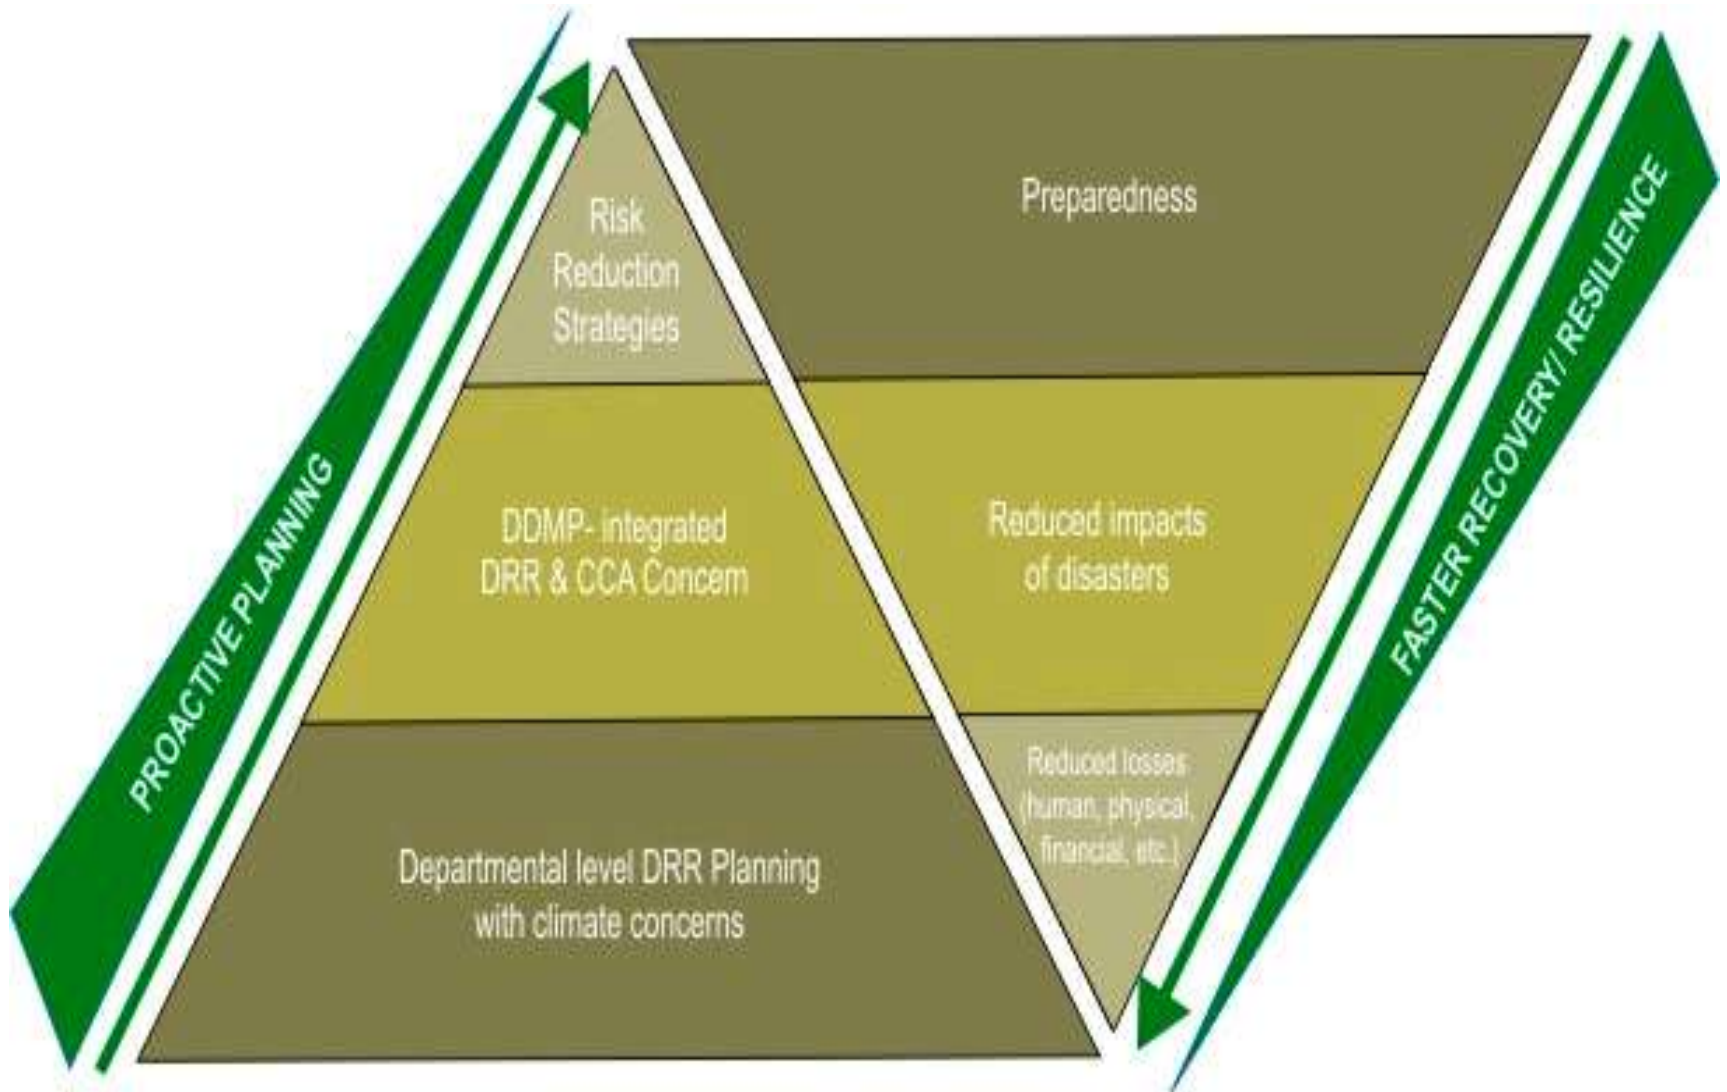 PROACTIVE PLANNING
Risk
Reduction
Strategies
DDMP- integrated
DRR & CCA Concern
Departmental level DRR Planning
with climate concerns
Preparedness
Reduced impacts
of disasters
Reduced losses
(human, physical,
financial, etc.)
FASTER RECOVERY/ RESILIENCE